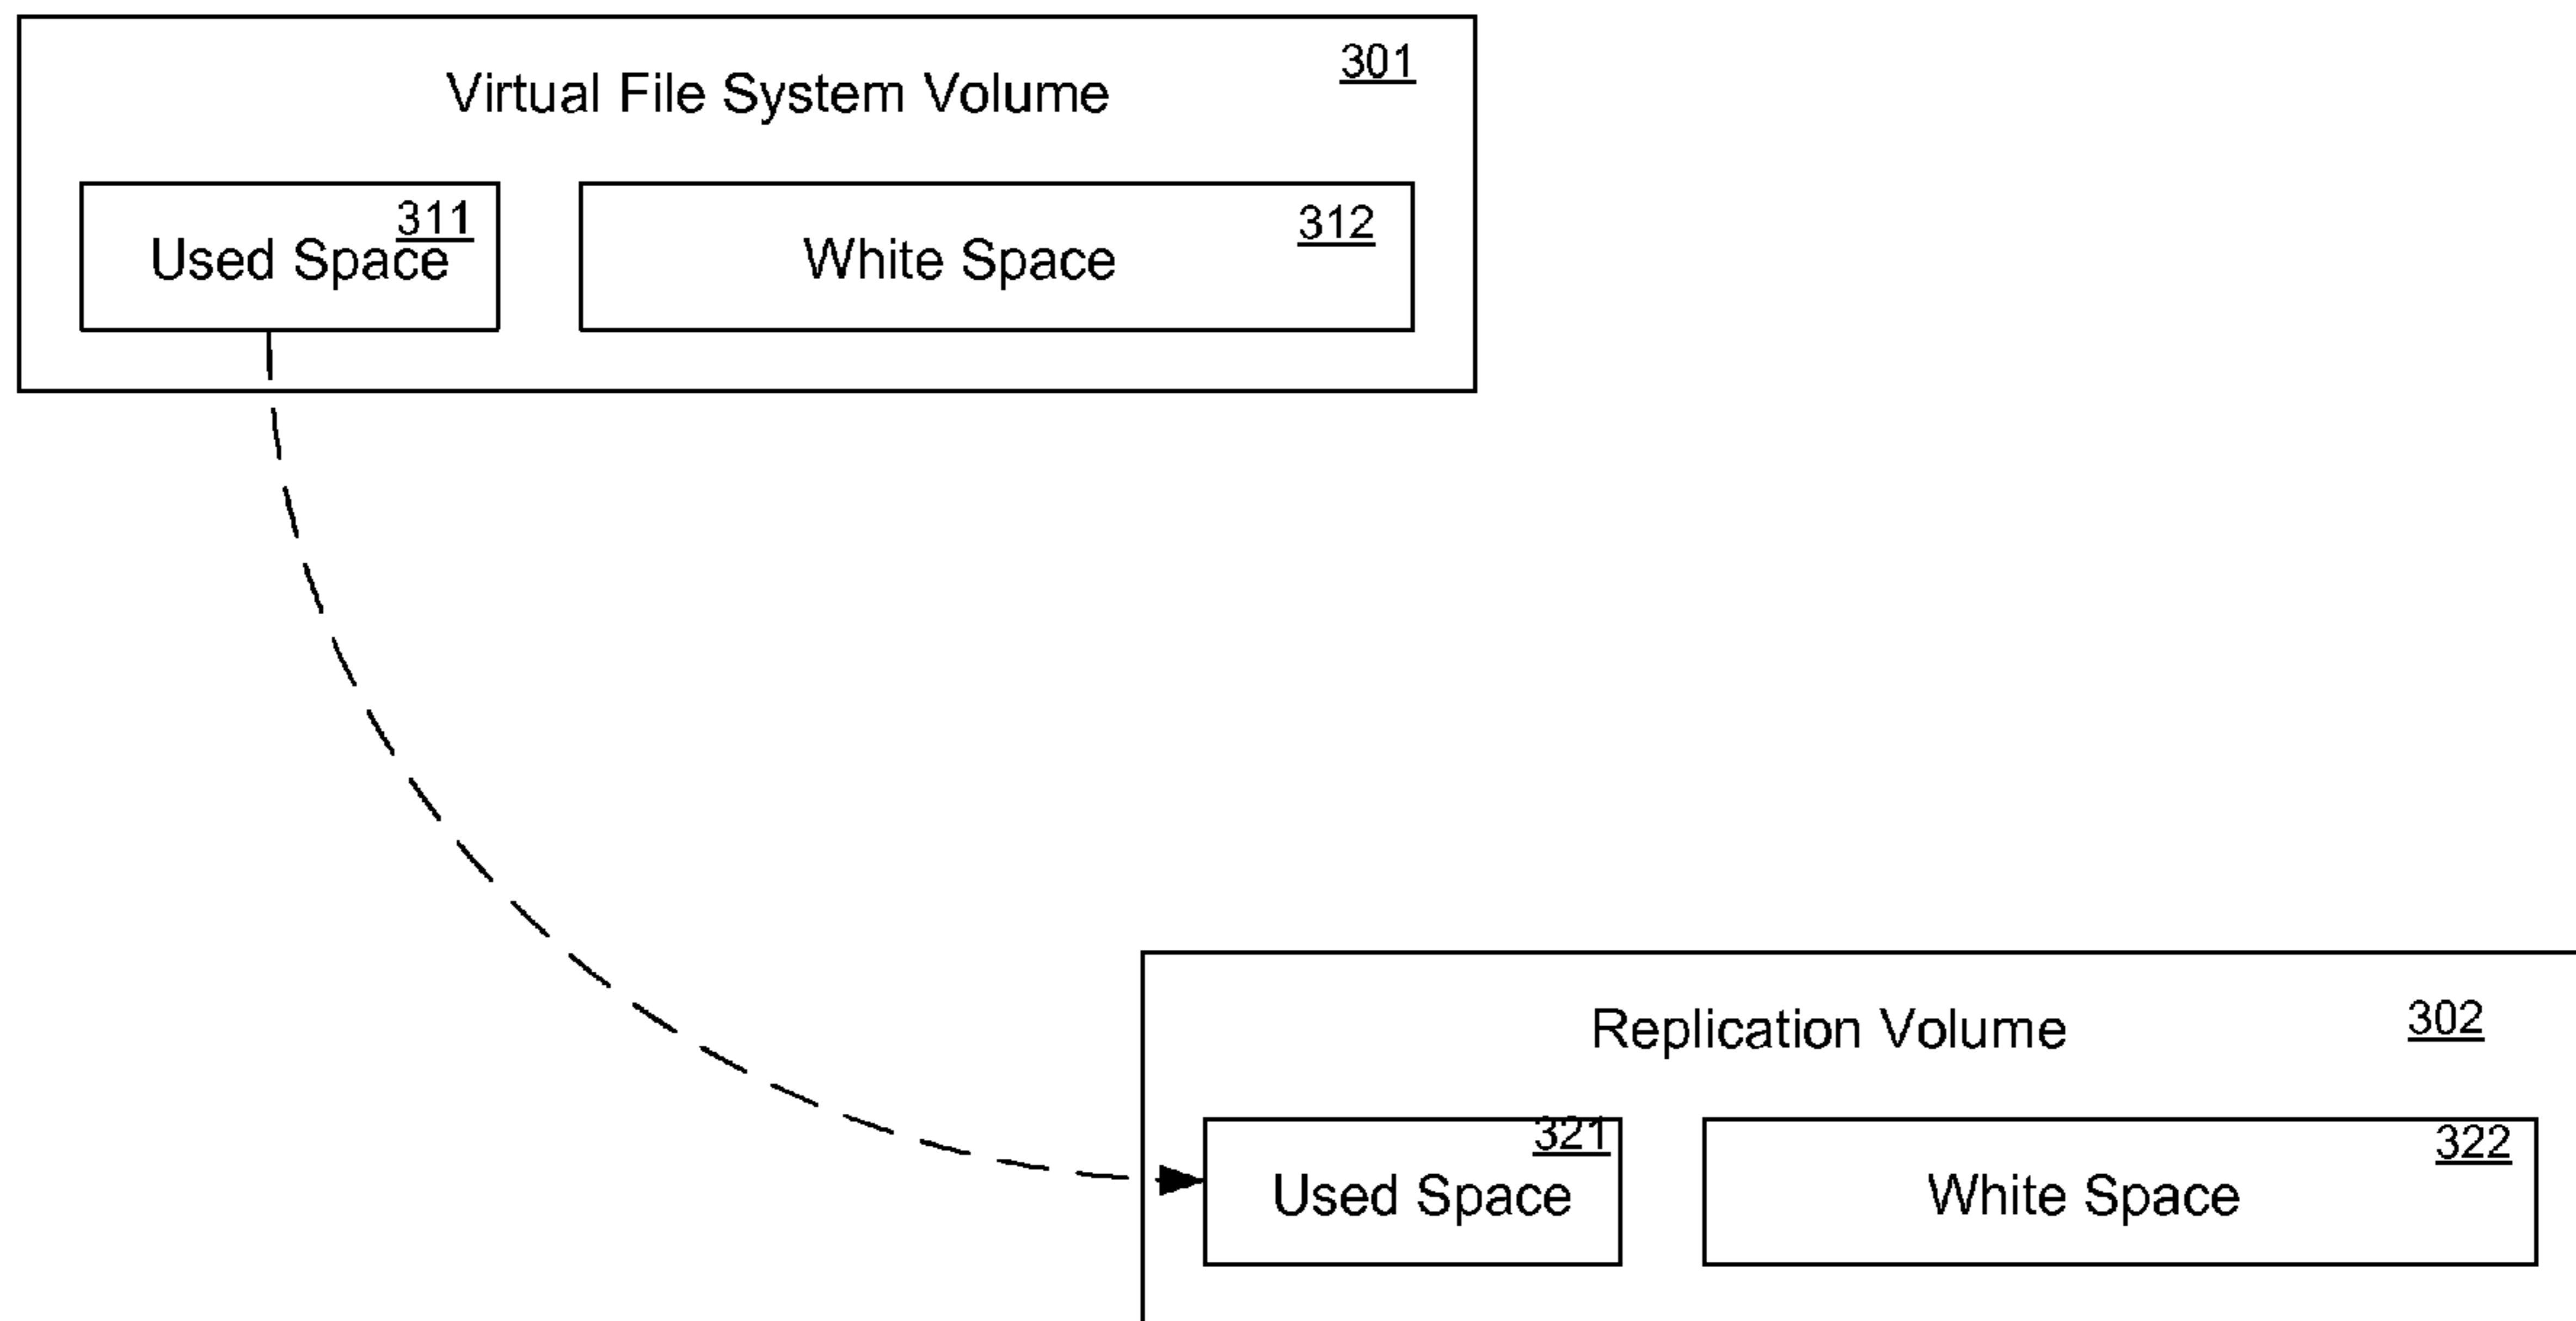 Virtual File System Volume 301
Used Space 311
White Space 312
Replication Volume 302
Used Space 321
White Space 322